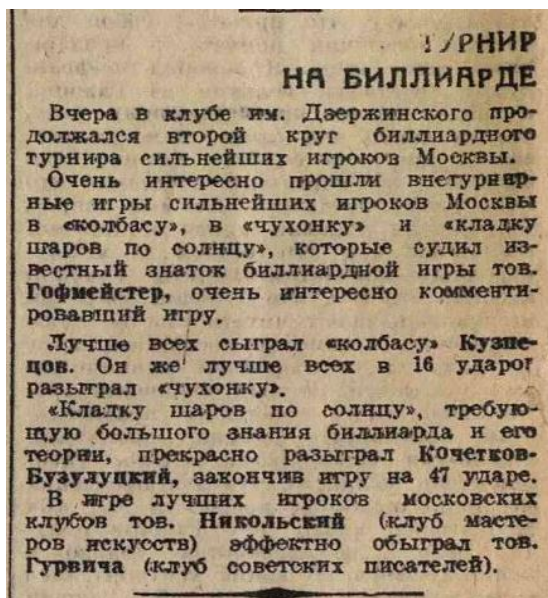 ТУРНИР
НА БИЛЛИАРДЕ
Вчера в клубе им. Дзержинского про-
должался второй круг биллиардного
турнира сильнейших игроков Москвы.
Очень интересно прошли внетурнир-
ные игры сильнейших игроков Москвы
в «колбасу», в «чухонку» и «кладку
шаров по солнцу», которые судил из-
вестный знаток биллиардной игры тов.
Гофмейстер, очень интересно комменти-
ровавший игру.
Лучше всех сыграл «колбасу» Кузне-
цов. Он же лучше всех в 16 ударов
разыграл «чухонку».
«Кладку шаров по солнцу», требую-
щую большого знания биллиарда и его
теории, прекрасно разыграл Кочетков-
Бузулуцкий, закончив игру на 47 ударе.
В игре лучших игроков московских
клубов тов. Никольский (клуб масте-
ров искусств) эффектно обыграл тов.
Гурвича (клуб советских писателей).